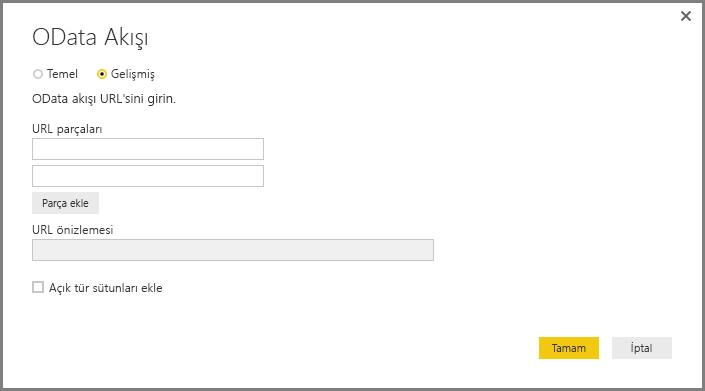 OData Akışı
Temel Gelişmiş
OData akışı URL'sini girin.
URL parçaları
Parça ekle
URL önizlemesi
Açık tür sütunları ekle
Tamam İptal